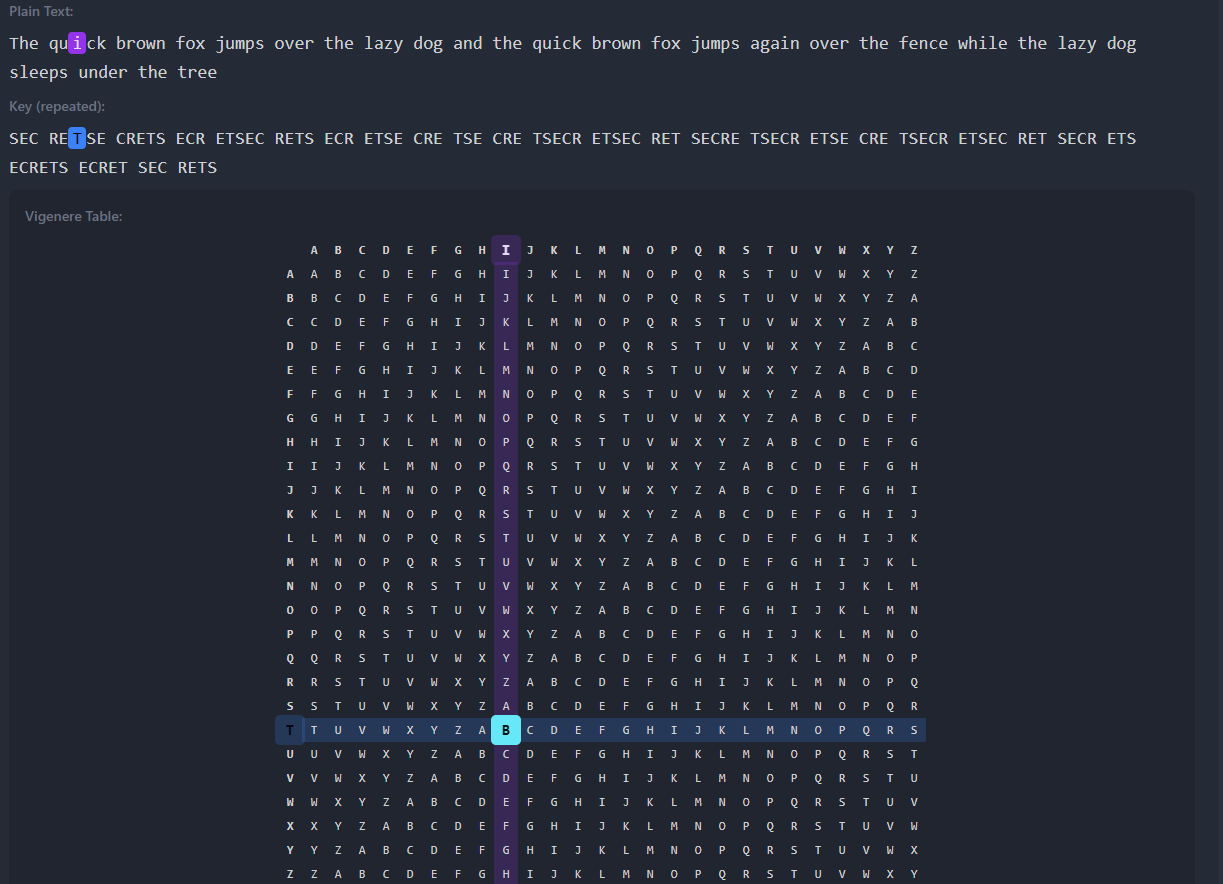 Plain Text:
The quick brown fox jumps over the lazy dog and the quick brown fox jumps again over the fence while the lazy dog
sleeps under the tree
Key (repeated):
SEC RETSE CRETS ECR ETSEC RETS ECR ETSE CRE TSE CRE TSECR ETSEC RET SECRE TSECR ETSE CRE TSECR ETSEC RET SECR ETS
ECRETS ECRET SEC RETS
Vigenere Table:
A B C D E F G H I J K L M N O P Q R S T U V W X Y Z
A A B C D E F G H I J K L M N O P Q R S T U V W X Y Z
B B C D E F G H I J K L M N O P Q R S T U V W X Y Z A
C C D E F G H I J K L M N O P Q R S T U V W X Y Z A B
D D E F G H I J K L M N O P Q R S T U V W X Y Z A B C
E E F G H I J K L M N O P Q R S T U V W X Y Z A B C D
F F G H I J K L M N O P Q R S T U V W X Y Z A B C D E
G G H I J K L M N O P Q R S T U V W X Y Z A B C D E F
H H I J K L M N O P Q R S T U V W X Y Z A B C D E F G
I I J K L M N O P Q R S T U V W X Y Z A B C D E F G H
J J K L M N O P Q R S T U V W X Y Z A B C D E F G H I
K K L M N O P Q R S T U V W X Y Z A B C D E F G H I J
L L M N O P Q R S T U V W X Y Z A B C D E F G H I J K
M M N O P Q R S T U V W X Y Z A B C D E F G H I J K L
N N O P Q R S T U V W X Y Z A B C D E F G H I J K L M
O O P Q R S T U V W X Y Z A B C D E F G H I J K L M N
P P Q R S T U V W X Y Z A B C D E F G H I J K L M N O
Q Q R S T U V W X Y Z A B C D E F G H I J K L M N O P
R R S T U V W X Y Z A B C D E F G H I J K L M N O P Q
S S T U V W X Y Z A B C D E F G H I J K L M N O P Q R
T T U V W X Y Z A B C D E F G H I J K L M N O P Q R S
U U V W X Y Z A B C D E F G H I J K L M N O P Q R S T
V V W X Y Z A B C D E F G H I J K L M N O P Q R S T U
W W X Y Z A B C D E F G H I J K L M N O P Q R S T U V
X X Y Z A B C D E F G H I J K L M N O P Q R S T U V W
Y Y Z A B C D E F G H I J K L M N O P Q R S T U V W X
Z Z A B C D E F G H I J K L M N O P Q R S T U V W X Y